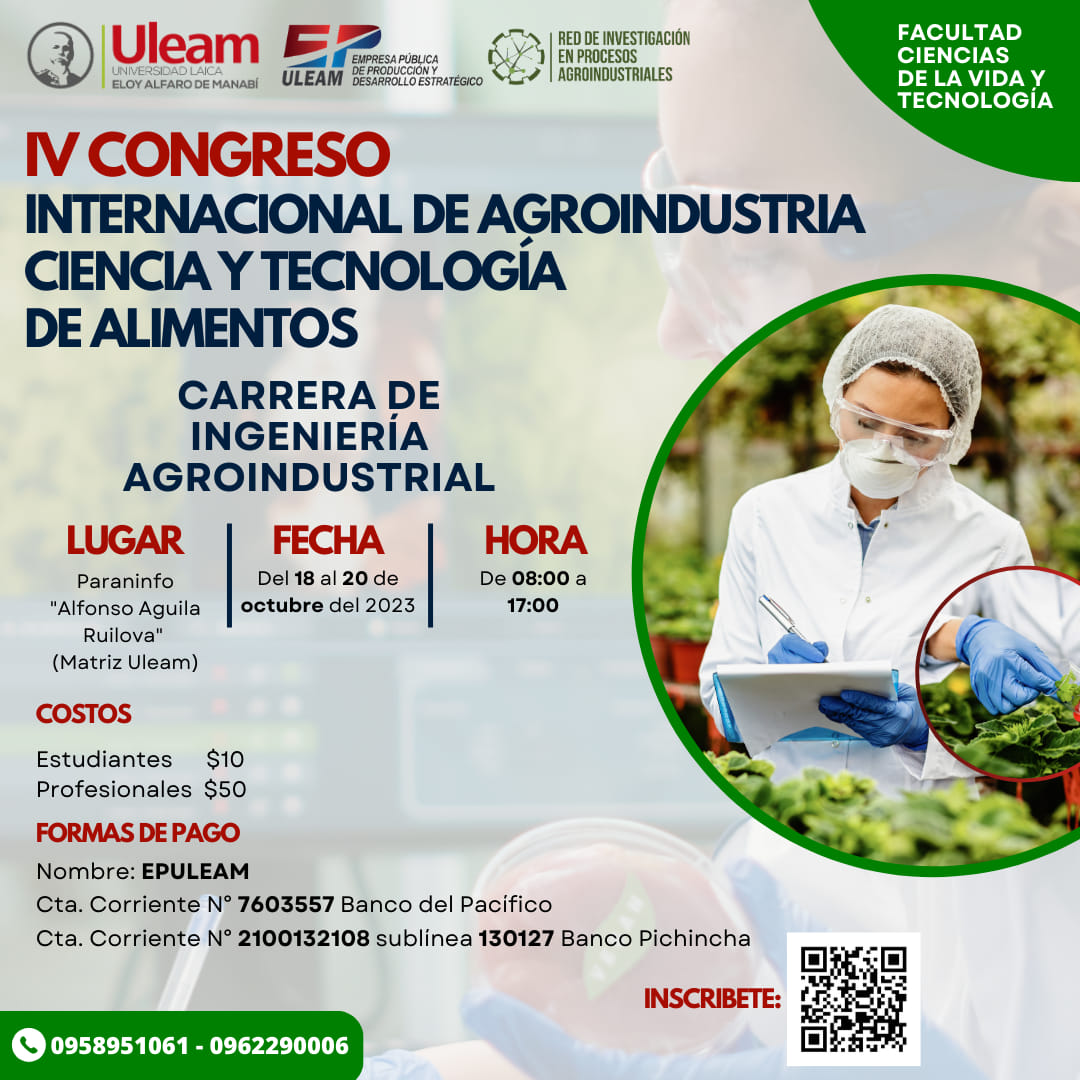 Uleam
UNIVERSIDAD LAICA
ELOY ALFARO DE MANABÍ
EP
ULEAM
EMPRESA PÚBLICA
DE PRODUCCIÓN Y
DESARROLLO ESTRATÉGICO
RED DE INVESTIGACIÓN
EN PROCESOS
AGROINDUSTRIALES
FACULTAD
CIENCIAS
DE LA VIDA Y
TECNOLOGÍA
IV CONGRESO
INTERNACIONAL DE AGROINDUSTRIA
CIENCIA Y TECNOLOGÍA
DE ALIMENTOS
CARRERA DE
INGENIERÍA
AGROINDUSTRIAL
LUGAR
Paraninfo
"Alfonso Aguila
Ruilova"
(Matriz Uleam)
FECHA
Del 18 al 20 de
octubre del 2023
HORA
De 08:00 a
17:00
COSTOS
Estudiantes $10
Profesionales $50
FORMAS DE PAGO
Nombre: EPULEAM
Cta. Corriente N° 7603557 Banco del Pacífico
Cta. Corriente N° 2100132108 sublínea 130127 Banco Pichincha
VEGAN
INSCRIBETE:
0958951061 - 0962290006